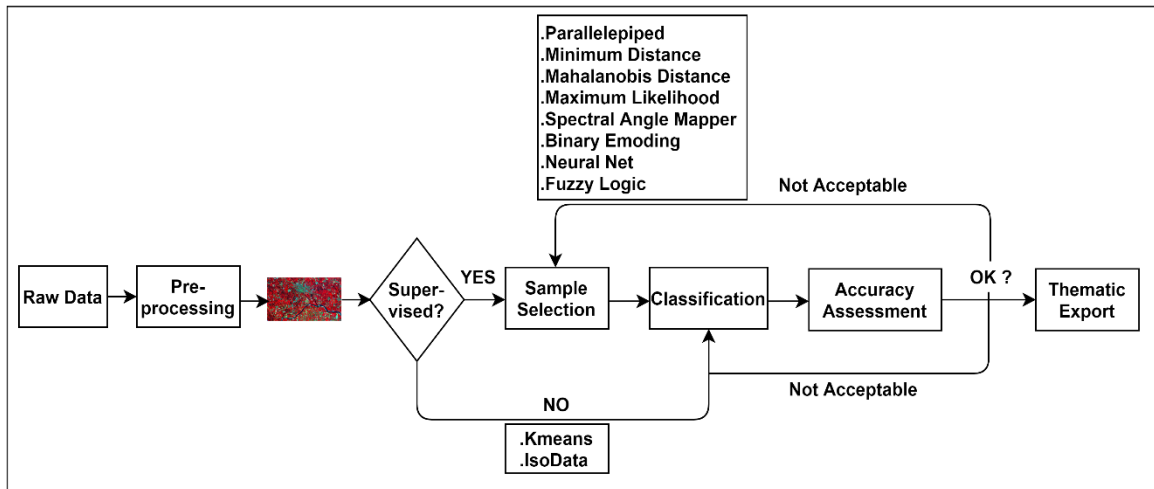 .Parallelepiped
.Minimum Distance
.Mahalanobis Distance
.Maximum Likelihood
.Spectral Angle Mapper
.Binary Emoding
.Neural Net
.Fuzzy Logic
Not Acceptable
Raw Data
Pre-
processing
Super-
vised?
YES
Sample
Selection
Classification
Accuracy
Assessment
OK ?
Thematic
Export
NO
Not Acceptable
.Kmeans
.IsoData